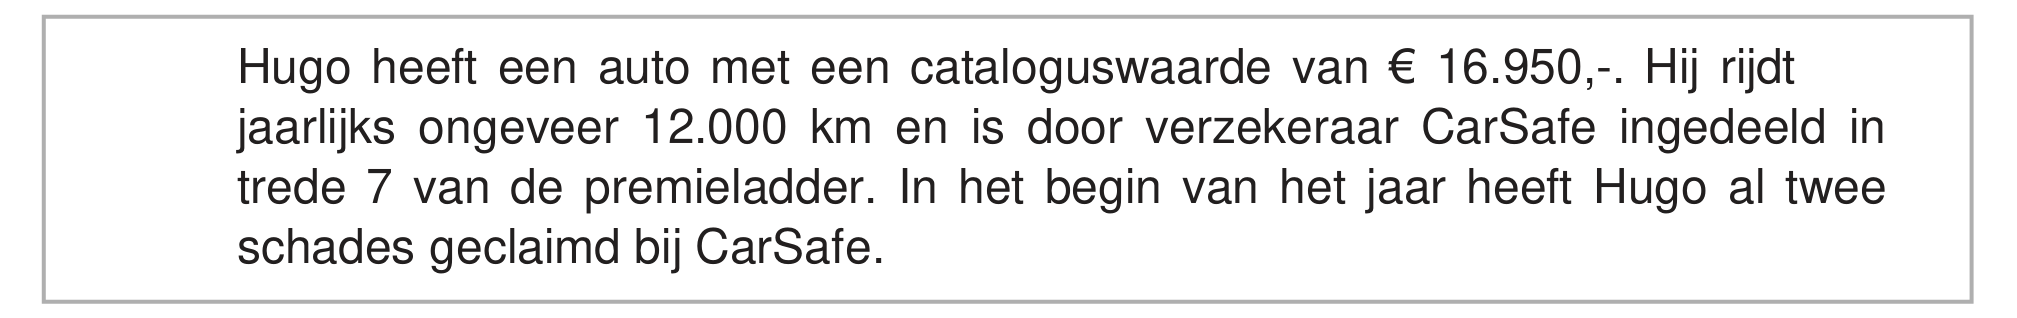 Hugo heeft een auto met een cataloguswaarde van € 16.950,-. Hij rijdt
jaarlijks ongeveer 12.000 km en is door verzekeraar CarSafe ingedeeld in
trede 7 van de premieladder. In het begin van het jaar heeft Hugo al twee
schades geclaimd bij CarSafe.